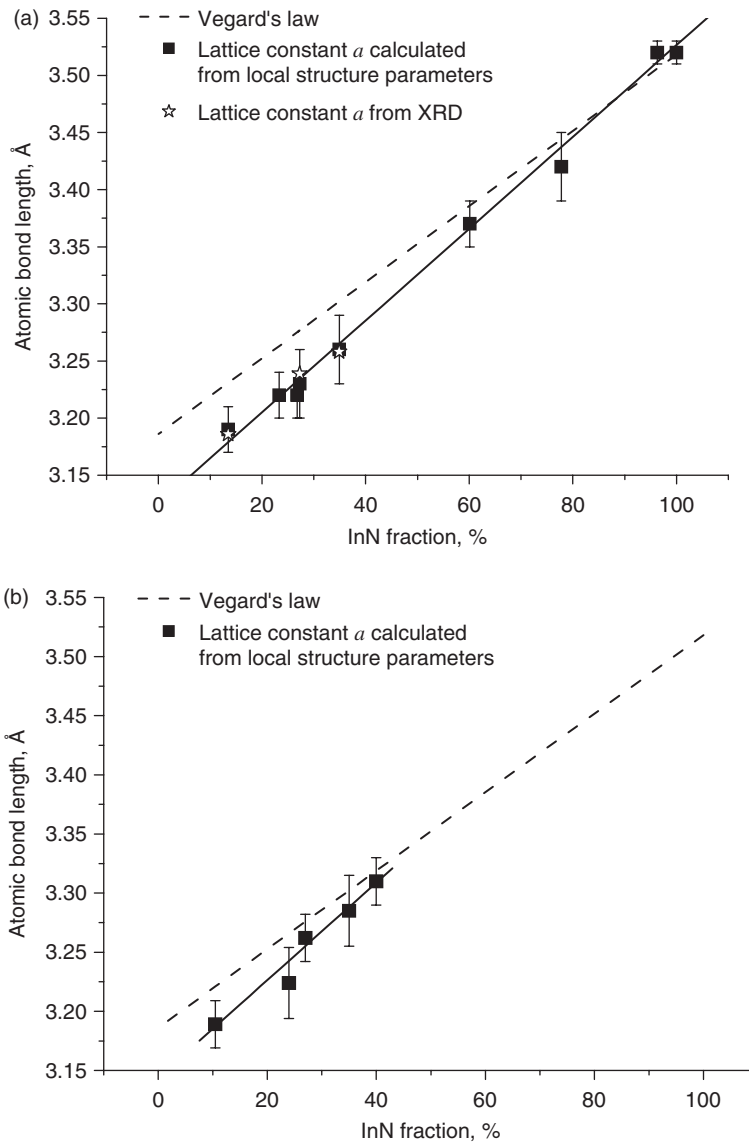 (a)
3.55
3.50
3.45
3.40
3.35
3.30
3.25
3.20
3.15
Atomic bond length, Å
Vegard's law
Lattice constant a calculated
from local structure parameters
Lattice constant a from XRD
0 20 40 60 80 100
InN fraction, %
(b)
3.55
3.50
3.45
3.40
3.35
3.30
3.25
3.20
3.15
Atomic bond length, Å
Vegard's law
Lattice constant a calculated
from local structure parameters
0 20 40 60 80 100
InN fraction, %